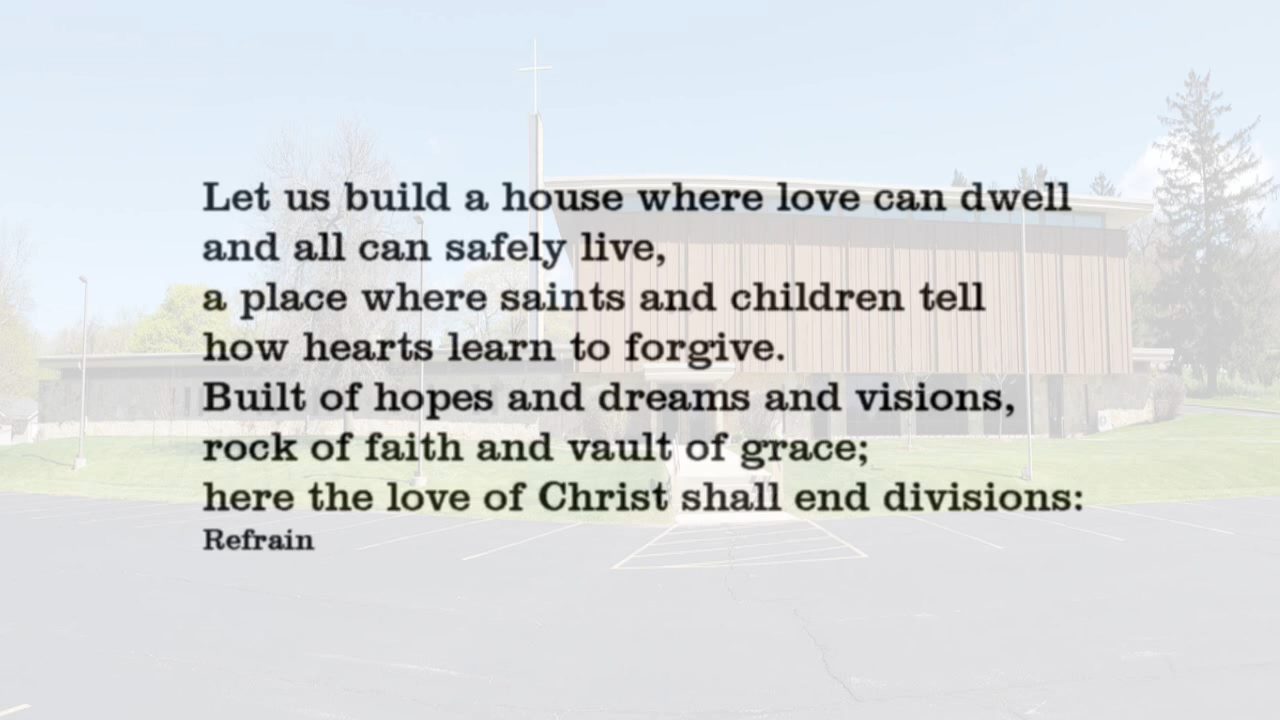 Let us build a house where love can dwell
and all can safely live,
a place where saints and children tell
how hearts learn to forgive.
Built of hopes and dreams and visions,
rock of faith and vault of grace;
here the love of Christ shall end divisions:
Refrain